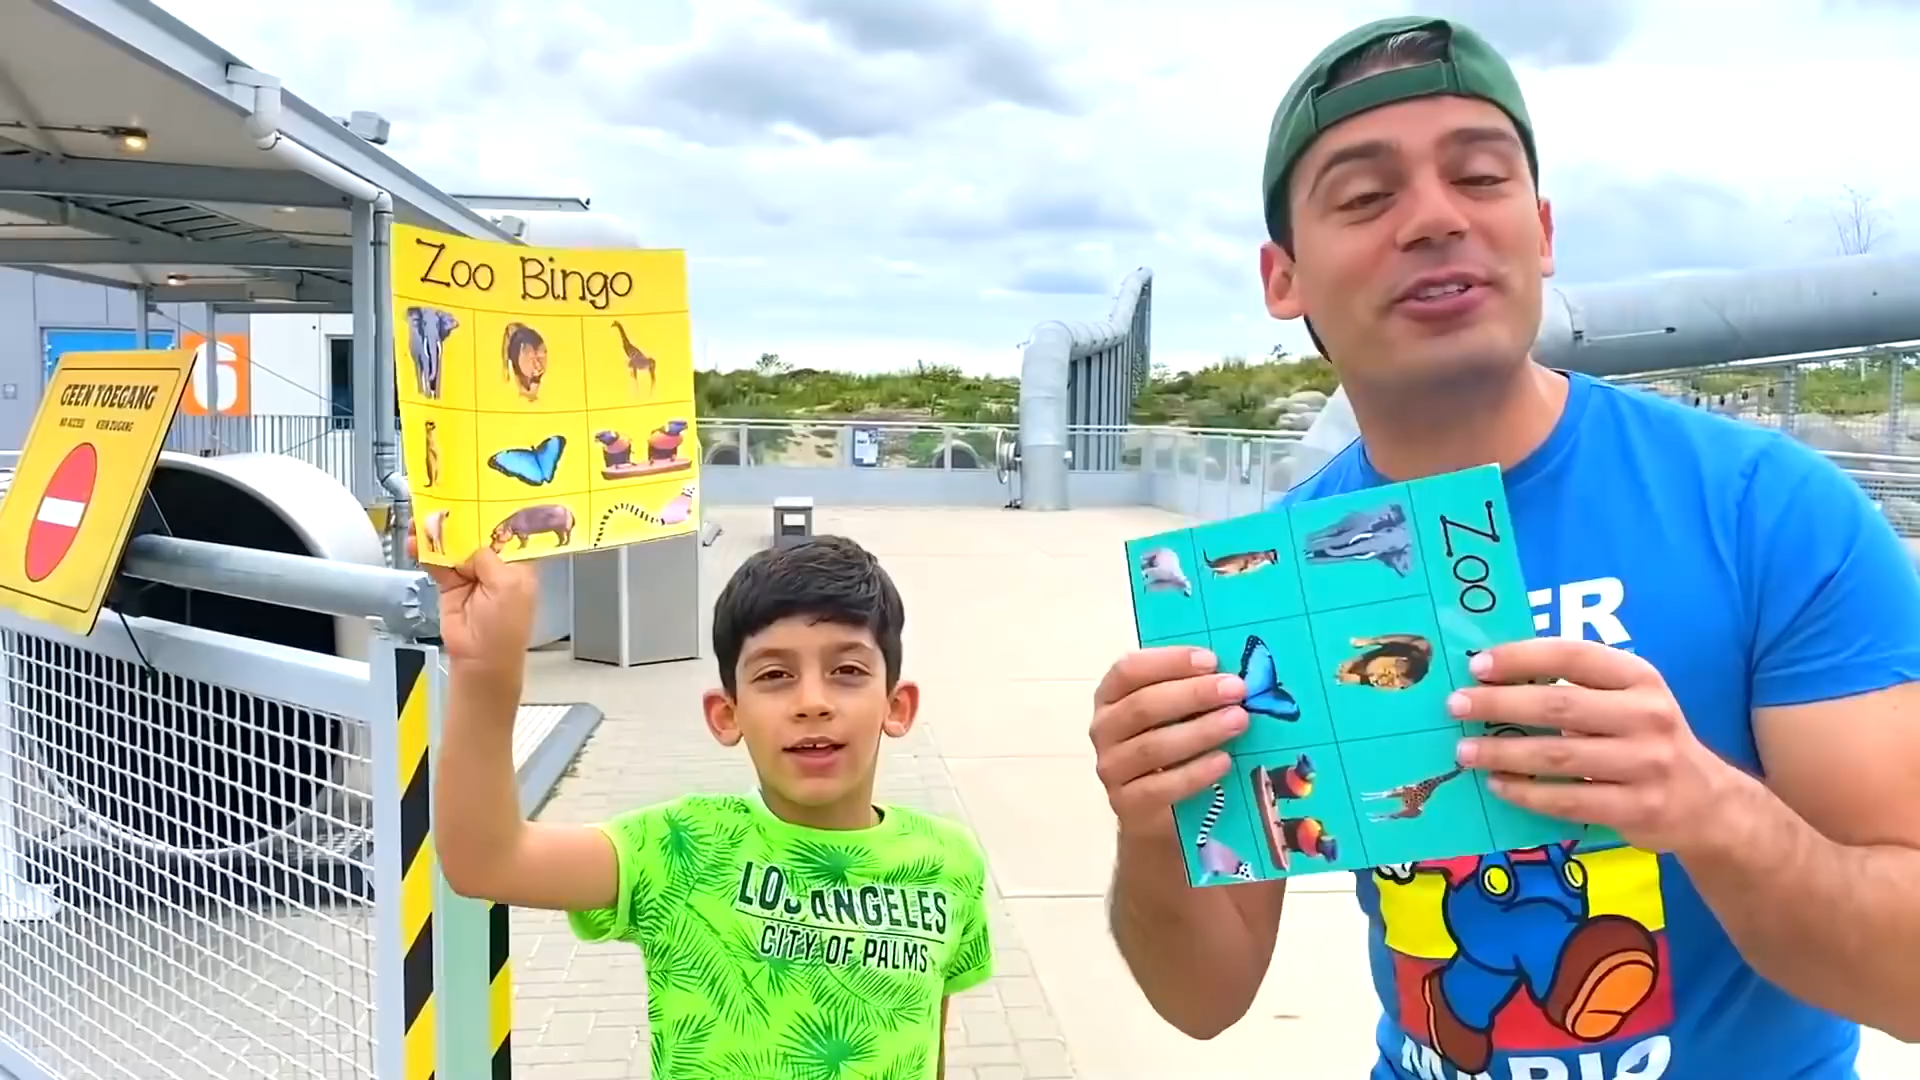 Zoo Bingo
GEEN TOEGANG
NO ACCESS KEIN ZUGANG
6
Zoo
LOS ANGELES
CITY OF PALMS
ER
MARIO